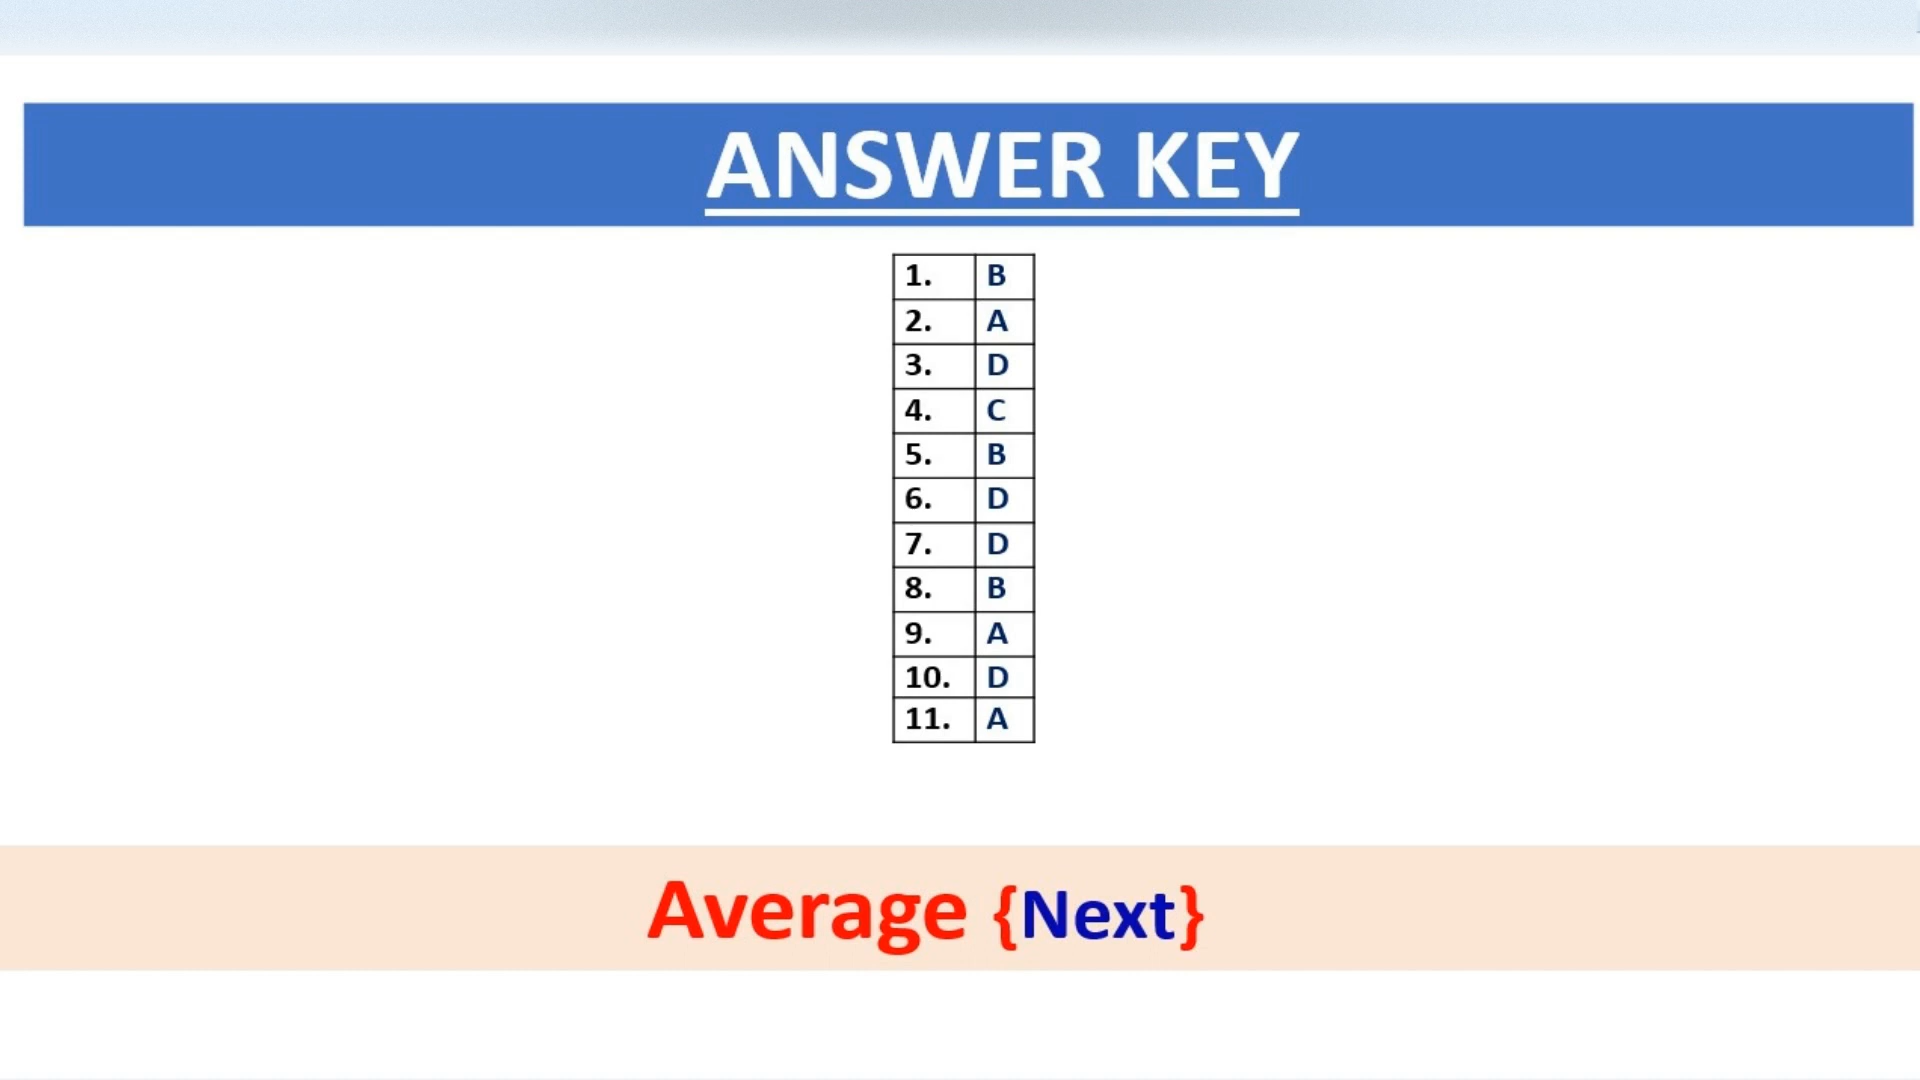 ANSWER KEY
1. B
2. A
3. D
4. C
5. B
6. D
7. D
8. B
9. A
10. D
11. A
Average {Next}